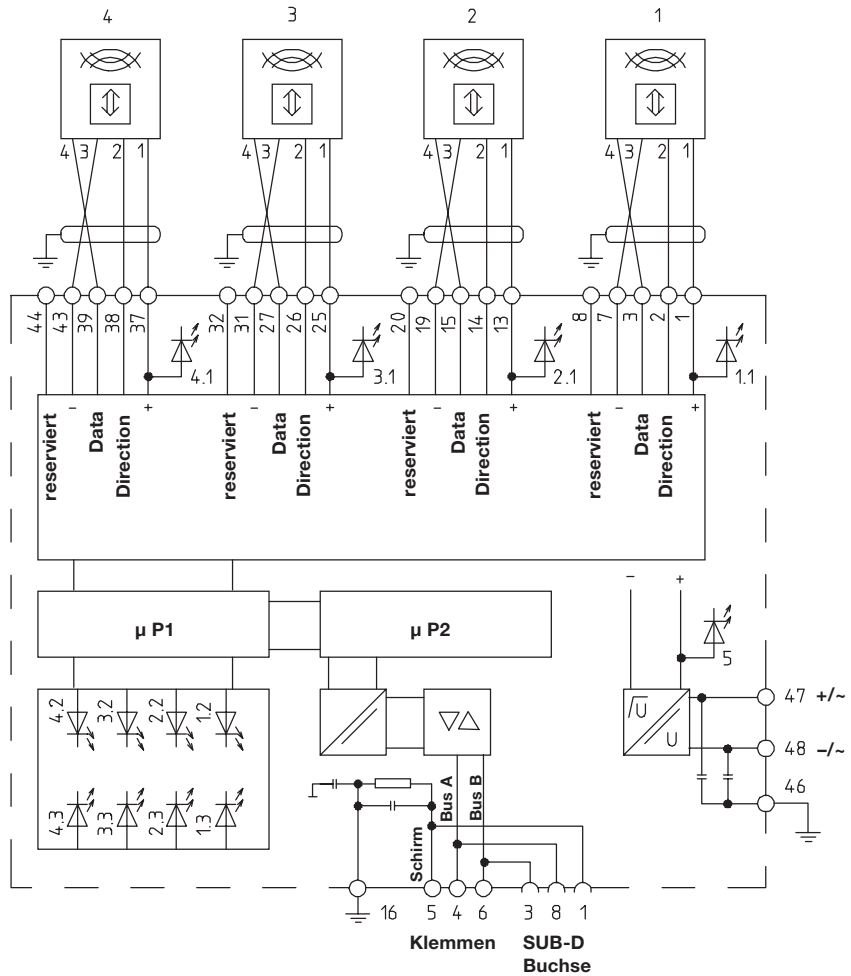 4 3 2 1
4 3 2 1 4 3 2 1 4 3 2 1 4 3 2 1
44 43 39 38 37 32 31 27 26 25 20 19 15 14 13 8 7 3 2 1
4.1 3.1 2.1 1.1
reserviert – Data Direction + reserviert – Data Direction + reserviert – Data Direction + reserviert – Data Direction +
– +
µ P1 µ P2
5
4.2 3.2 2.2 1.2
U
U
47 +/~
48 –/~
46
4.3 3.3 2.3 1.3
Schirm Bus A Bus B
16 5 4 6 3 8 1
Klemmen SUB-D
Buchse